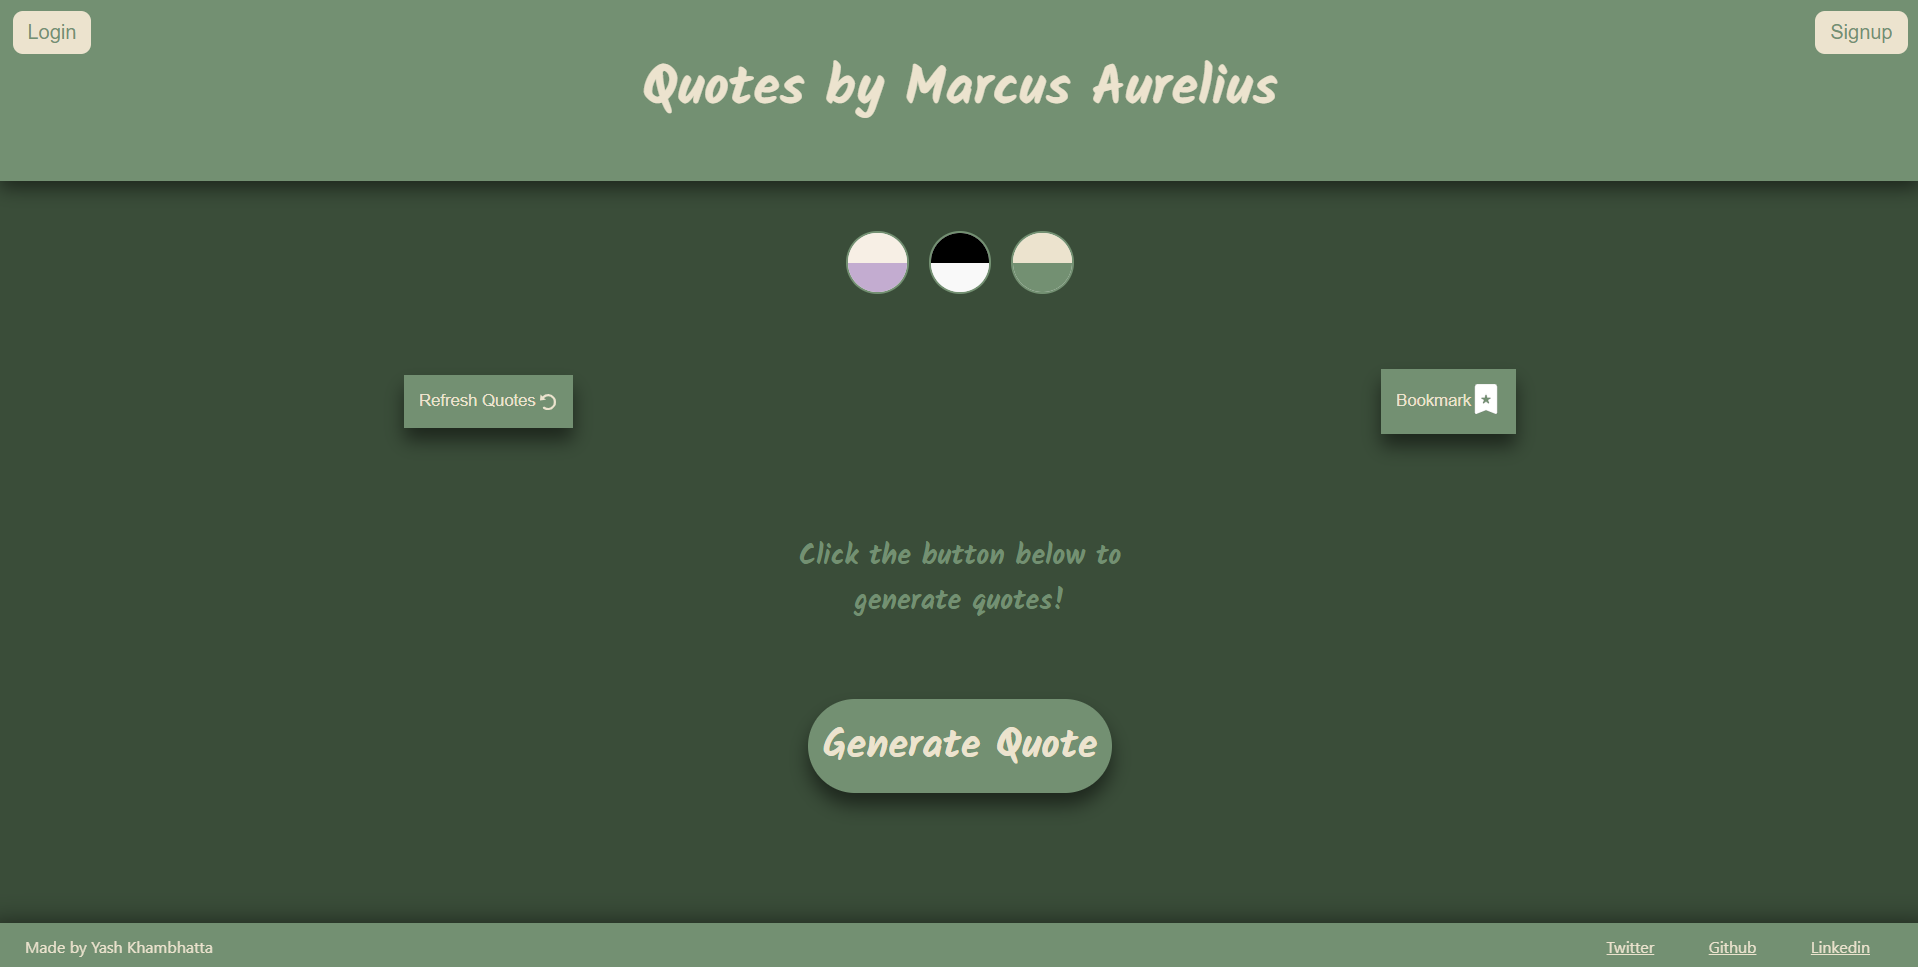 Login
Signup
Quotes by Marcus Aurelius
Refresh Quotes
Bookmark
Click the button below to
generate quotes!
Generate Quote
Made by Yash Khambhatta
Twitter
Github
Linkedin